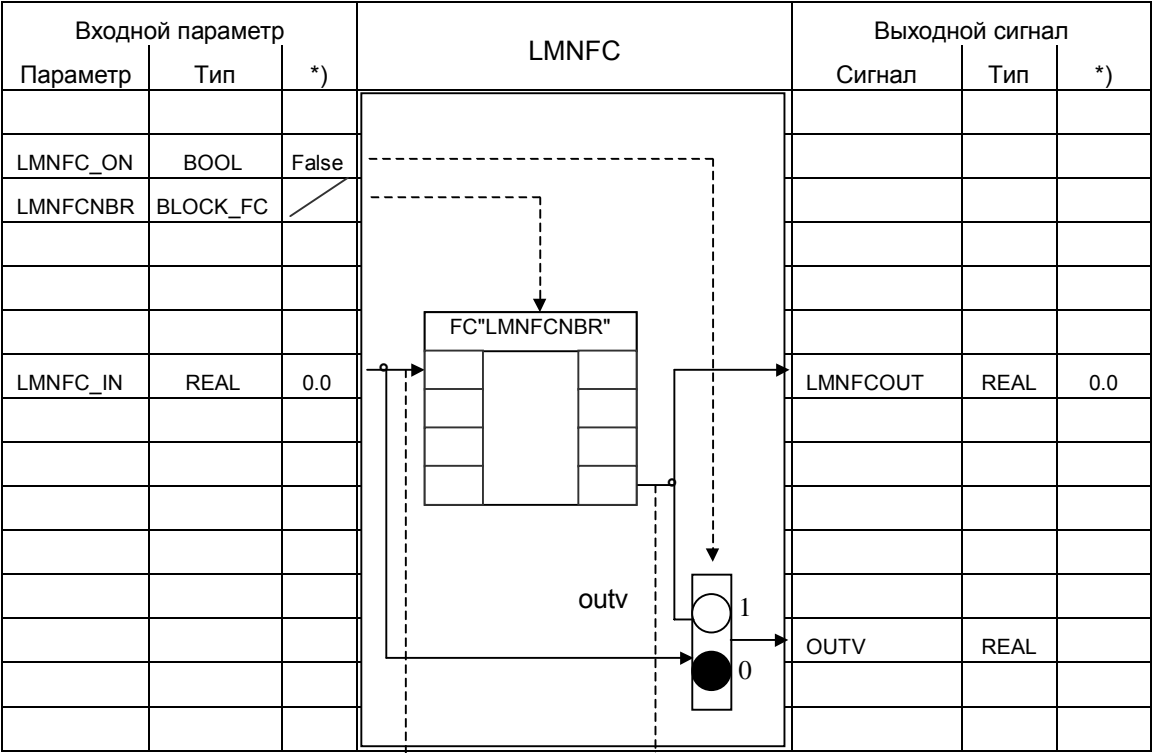 Входной параметр
LMNFC
Выходной сигнал
Параметр Тип *)
Сигнал Тип *)
LMNFC_ON BOOL False
LMNFCNBR BLOCK_FC
FC"LMNFCNBR"
LMNFC_IN REAL 0.0
LMNFCOUT REAL 0.0
outv
1
OUTV REAL
0